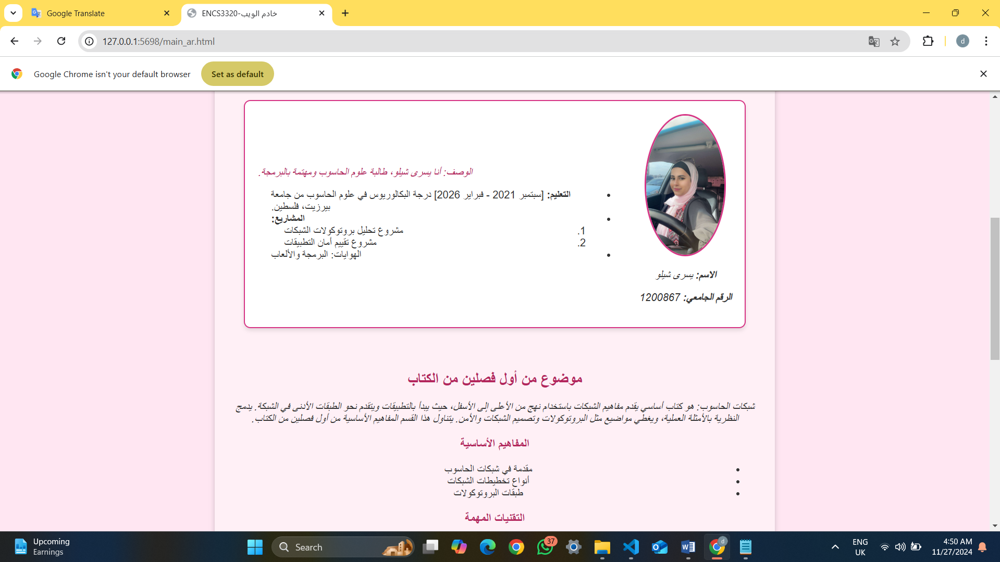 Google Translate
ENCS3320-خادم الويب
127.0.0.1:5698/main_ar.html
d
Google Chrome isn't your default browser
Set as default
الوصف: أنا يسرى شيلو، طالبة علوم الحاسوب ومهتمة بالبرمجة.
التعليم: [سبتمبر 2021 - فبراير 2026] درجة البكالوريوس في علوم الحاسوب من جامعة
بيرزيت، فلسطين.
المشاريع:
1. مشروع تحليل بروتوكولات الشبكات
2. مشروع تقييم أمان التطبيقات
الهوايات: البرمجة والألعاب
الاسم: يسرى شيلو
الرقم الجامعي: 1200867
موضوع من أول فصلين من الكتاب
شبكات الحاسوب: هو كتاب أساسي يقدم مفاهيم الشبكات باستخدام نهج من الأعلى إلى الأسفل، حيث يبدأ بالتطبيقات ويتقدم نحو الطبقات الأدنى في الشبكة. يدمج
النظرية بالأمثلة العملية، ويغطي مواضيع مثل البروتوكولات وتصميم الشبكات والأمن. يتناول هذا القسم المفاهيم الأساسية من أول فصلين من الكتاب.
المفاهيم الأساسية
مقدمة في شبكات الحاسوب
أنواع تخطيطات الشبكات
طبقات البروتوكولات
التقنيات المهمة
Upcoming
Earnings
Search
37
d
ENG
UK
4:50 AM
11/27/2024